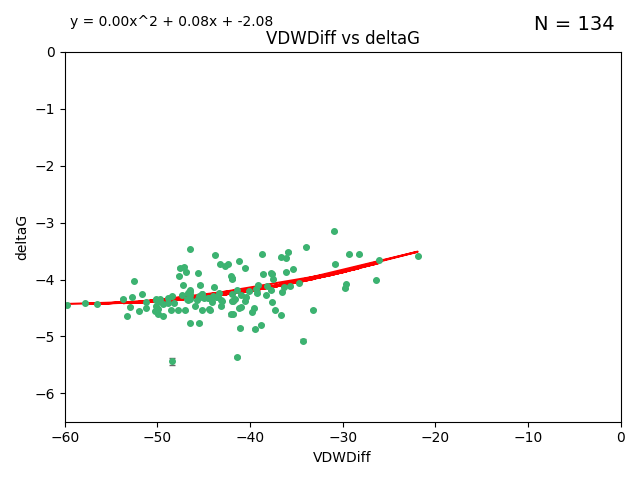 y = 0.00x^2 + 0.08x + -2.08
N = 134
VDWDiff vs deltaG
0
−1
−2
−3
−4
−5
−6
deltaG
−60 −50 −40 −30 −20 −10 0
VDWDiff